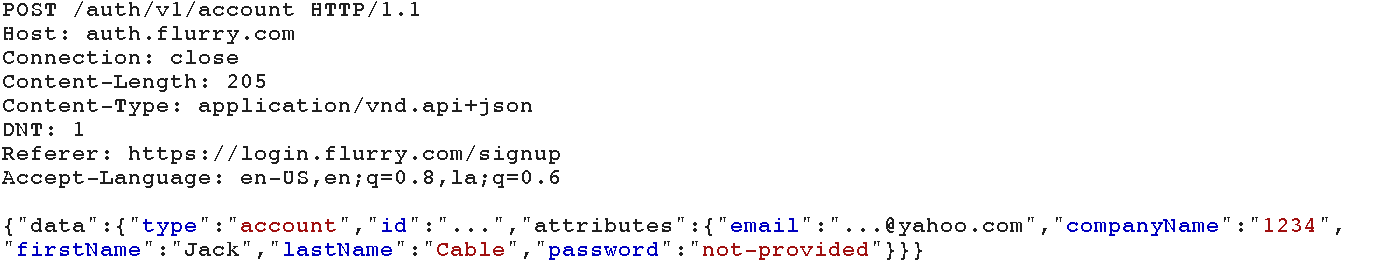 POST /auth/v1/account HTTP/1.1
Host: auth.flurry.com
Connection: close
Content-Length: 205
Content-Type: application/vnd.api+json
DNT: 1
Referer: https://login.flurry.com/signup
Accept-Language: en-US,en;q=0.8,la;q=0.6
{"data":{"type":"account","id":"...","attributes":{"email":"...@yahoo.com","companyName":"1234",
"firstName":"Jack","lastName":"Cable","password":"not-provided"}}}